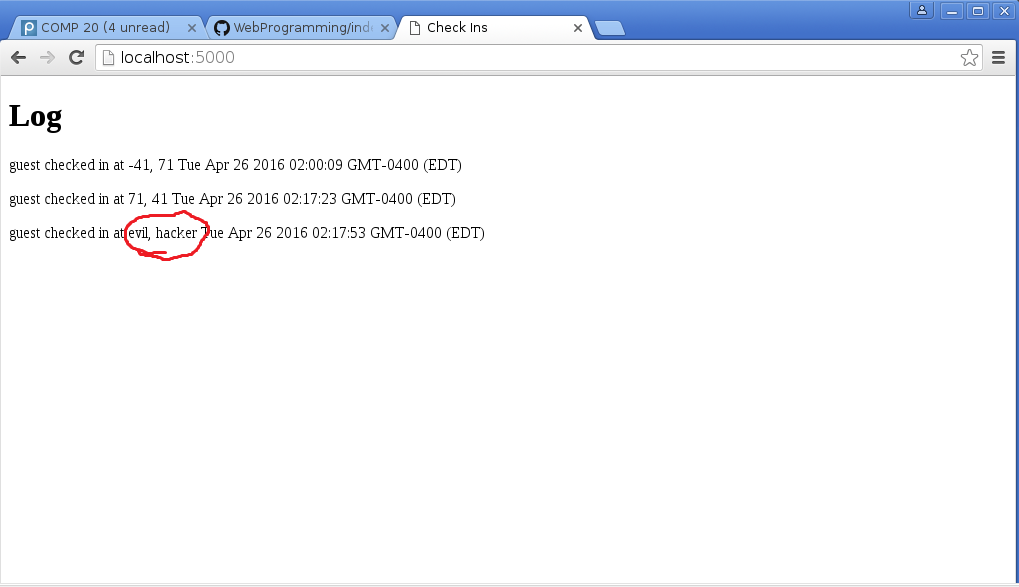 COMP 20 (4 unread)
WebProgramming/ind
Check Ins
localhost:5000
Log
guest checked in at -41, 71 Tue Apr 26 2016 02:00:09 GMT-0400 (EDT)
guest checked in at 71, 41 Tue Apr 26 2016 02:17:23 GMT-0400 (EDT)
guest checked in at evil, hacker Tue Apr 26 2016 02:17:53 GMT-0400 (EDT)